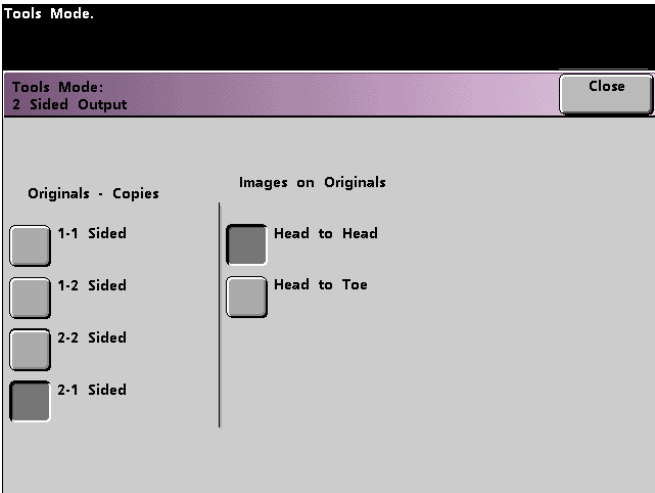 Tools Mode.
Tools Mode:
2 Sided Output
Close
Originals - Copies
1-1 Sided
1-2 Sided
2-2 Sided
2-1 Sided
Images on Originals
Head to Head
Head to Toe